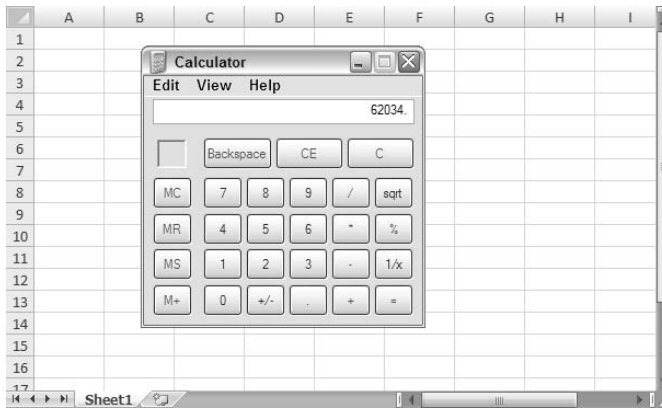 A B C D E F G H I
1
2
Calculator
3
Edit View Help
4
62034.
5
6
Backspace CE C
7
8
MC 7 8 9 / sqrt
9
10
MR 4 5 6 * %
11
MS 1 2 3 - 1/x
12
13
M+ 0 +/- . + =
14
15
16
17
Sheet1